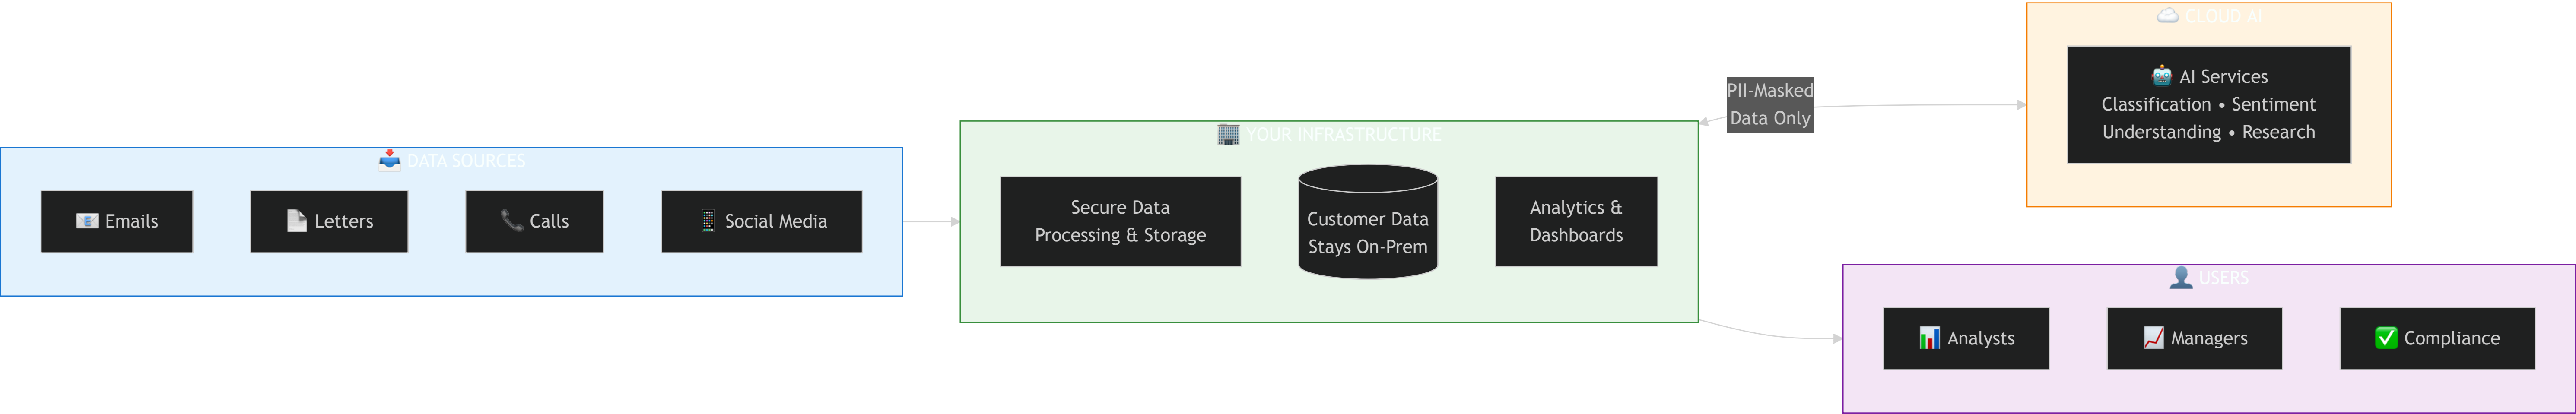 📥 DATA SOURCES
📧 Emails
📄 Letters
📞 Calls
📱 Social Media
🏢 YOUR INFRASTRUCTURE
Secure Data
Processing & Storage
Customer Data
Stays On-Prem
Analytics &
Dashboards
PII-Masked
Data Only
☁️ CLOUD AI
🤖 AI Services
Classification • Sentiment
Understanding • Research
👤 USERS
📊 Analysts
📈 Managers
✅ Compliance